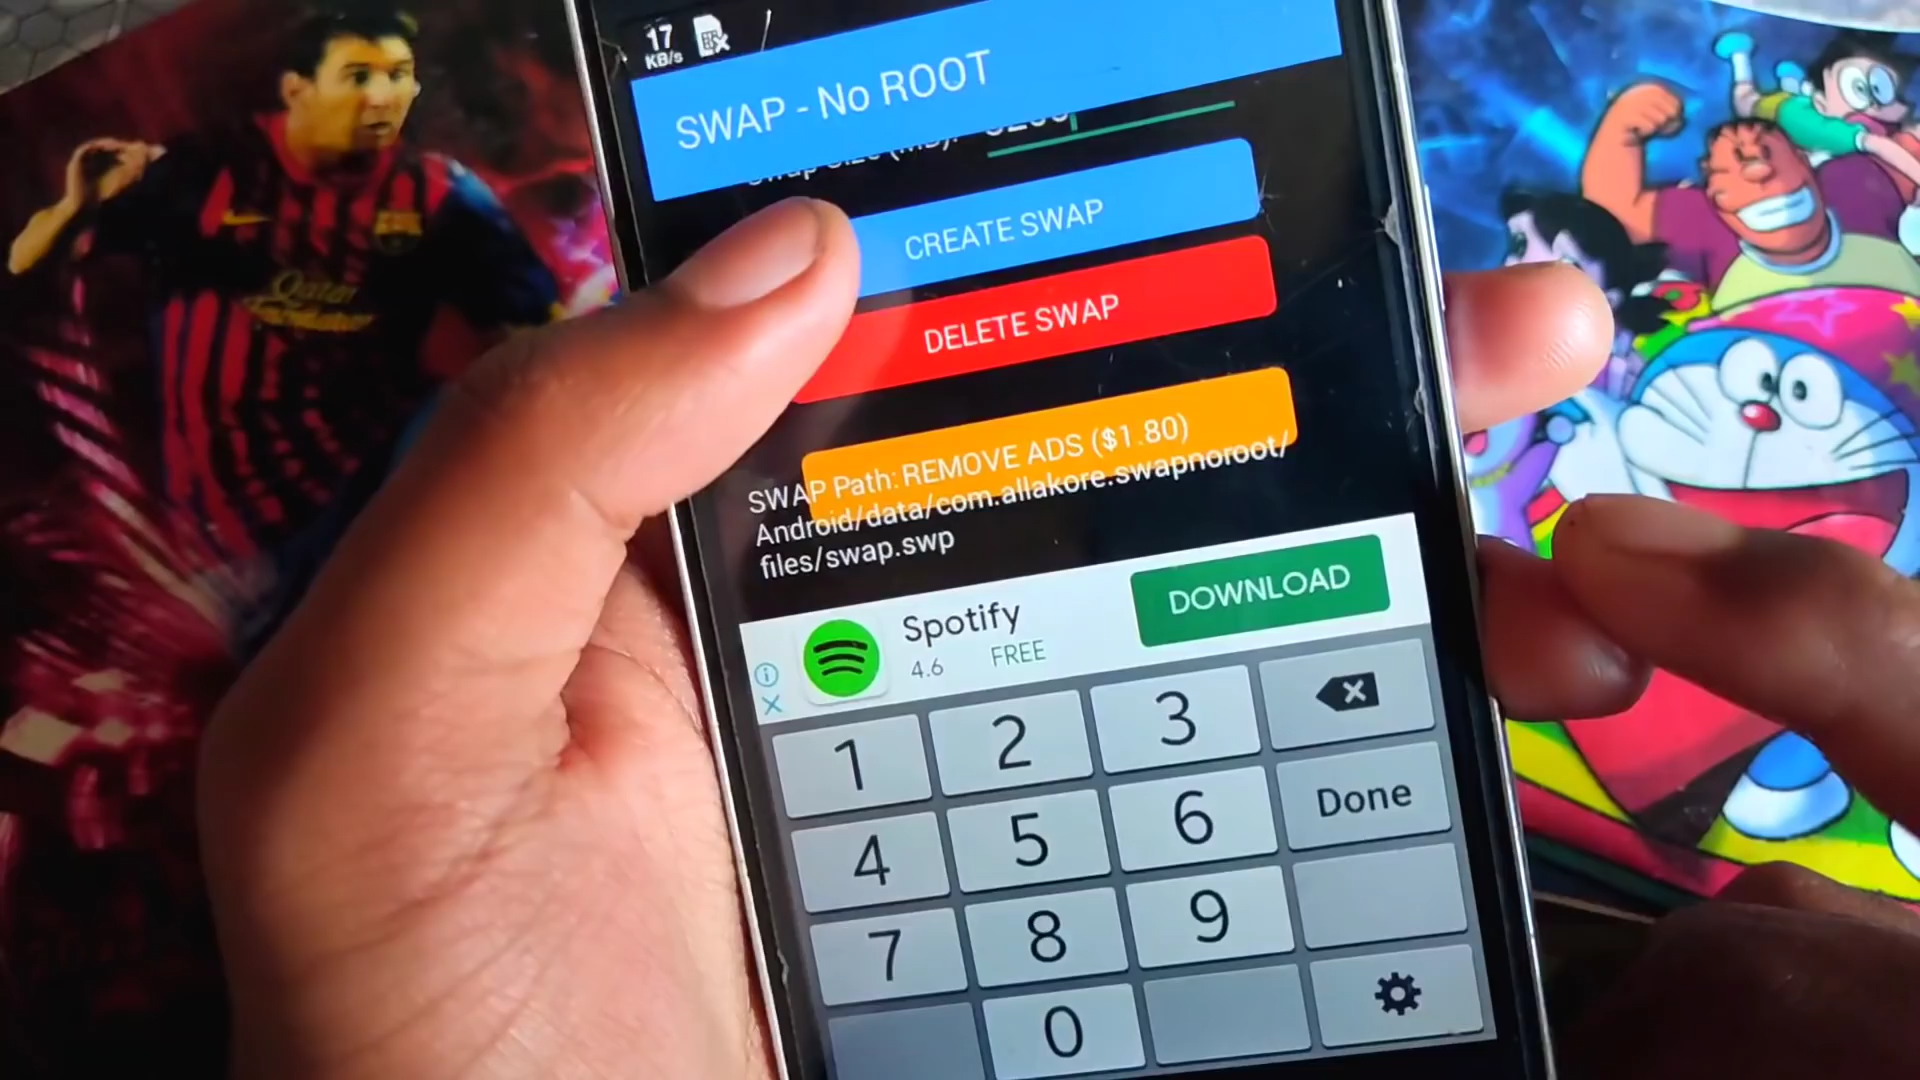 17
KB/s
SWAP - No ROOT
CREATE SWAP
DELETE SWAP
REMOVE ADS ($1.80)
SWAP Path:
Android/data/com.allakore.swapnoroot/
files/swap.swp
Spotify
4.6 FREE
DOWNLOAD
1 2 3
4 5 6 Done
7 8 9
0
Qatar